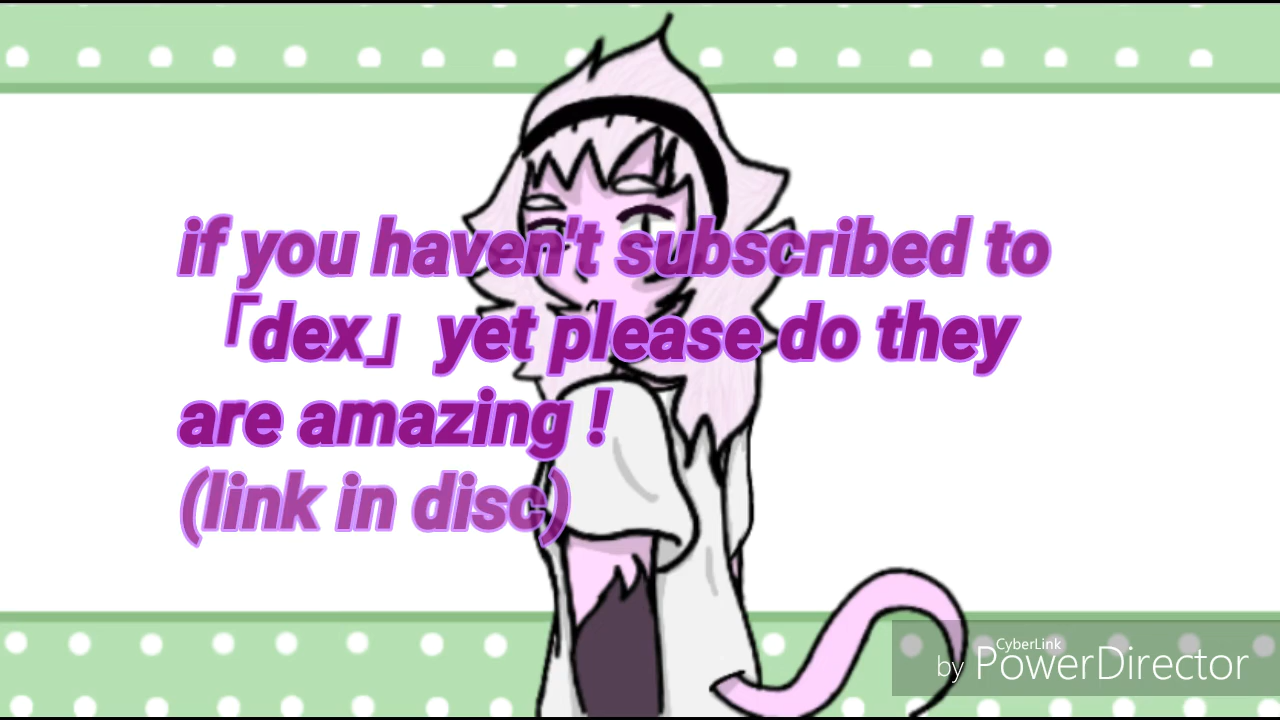 if you haven't subscribed to
「dex」 yet please do they
are amazing !
(link in disc)
CyberLink
by PowerDirector